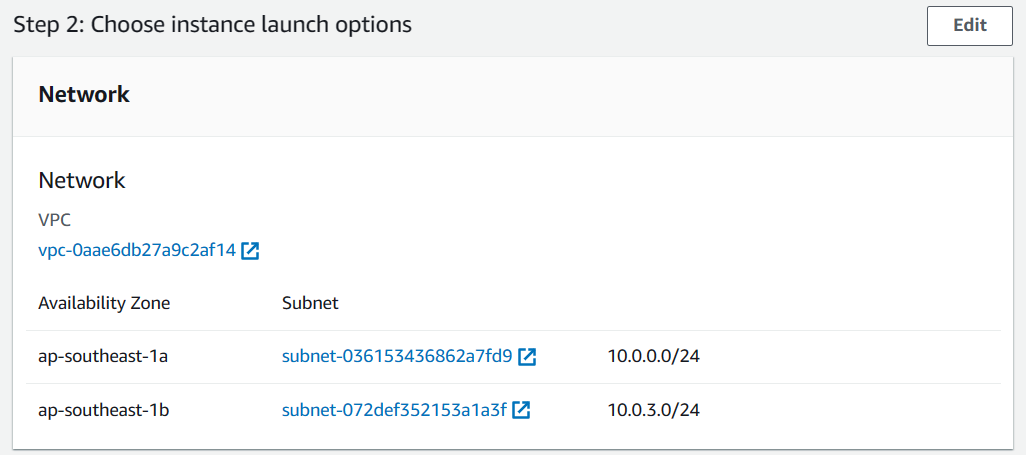 Step 2: Choose instance launch options
Edit
Network
Network
VPC
vpc-0aae6db27a9c2af14
Availability Zone Subnet
ap-southeast-1a subnet-036153436862a7fd9 10.0.0.0/24
ap-southeast-1b subnet-072def352153a1a3f 10.0.3.0/24